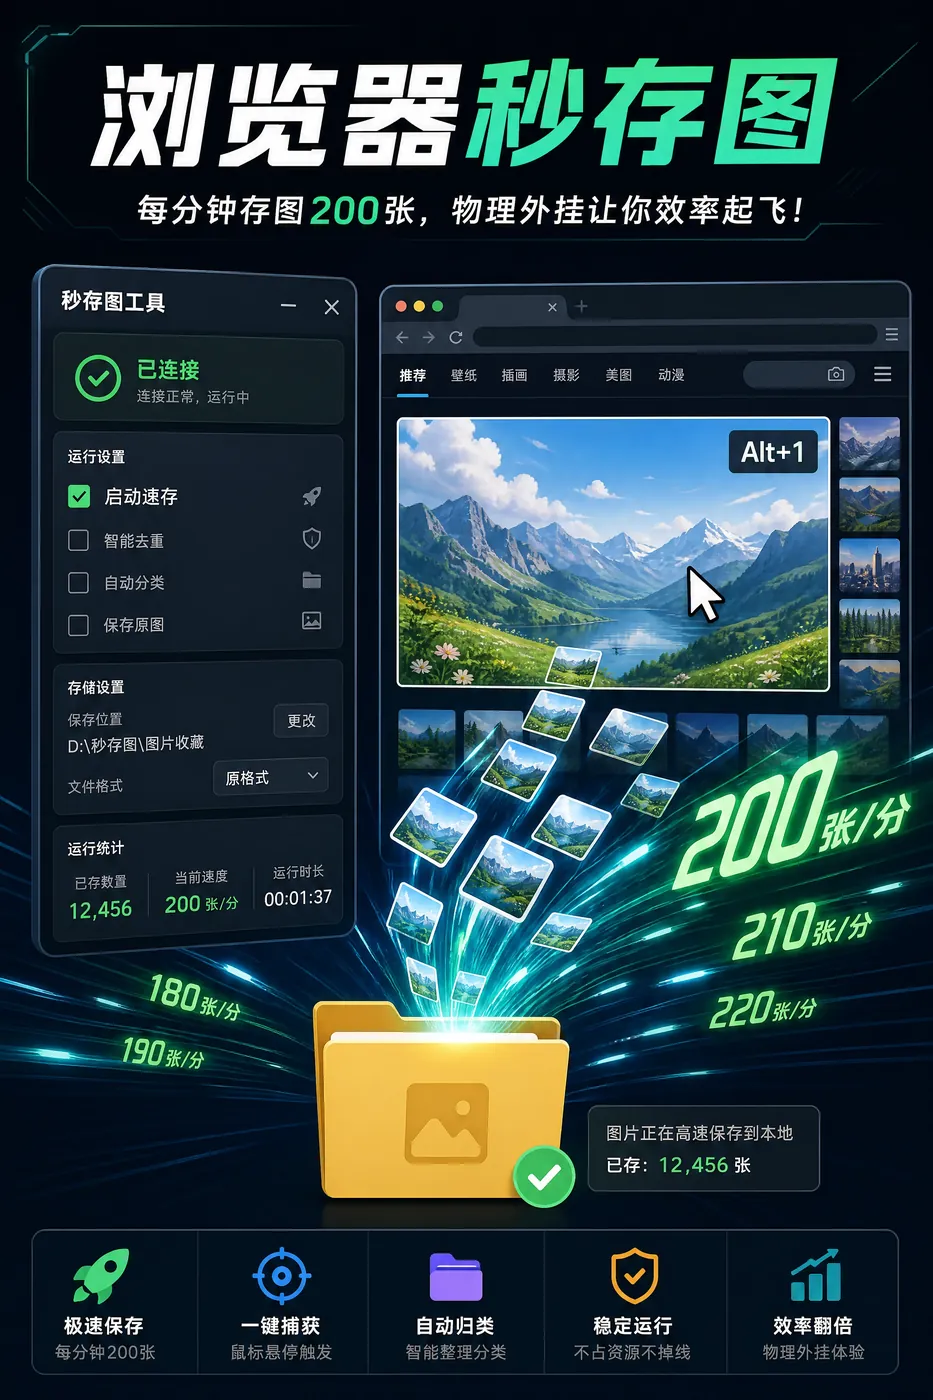 浏览器秒存图
每分钟存图200张，物理外挂让你效率起飞！
秒存图工具
已连接
连接正常，运行中
运行设置
启动速存
智能去重
自动分类
保存原图
存储设置
保存位置
更改
D:\秒存图\图片收藏
文件格式
原格式
运行统计
已存数置
当前速度
运行时长
12,456
200 张/分
00:01:37
推荐 壁纸 插画 摄影 美图 动漫
Alt+1
200张/分
210张/分
220张/分
180张/分
190张/分
图片正在高速保存到本地
已存：12,456 张
极速保存
每分钟200张
一键捕获
鼠标悬停触发
自动归类
智能整理分类
稳定运行
不占资源不掉线
效率翻倍
物理外挂体验